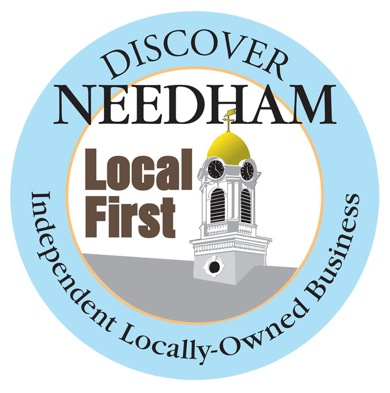 DISCOVER
NEEDHAM
Local
First
Independent Locally-Owned Business